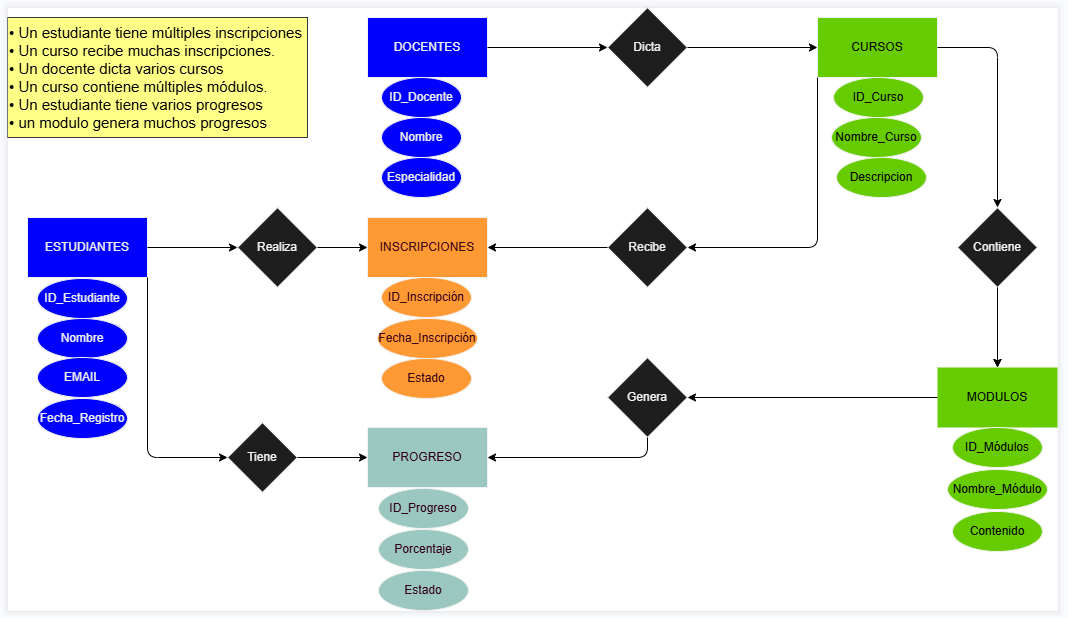 • Un estudiante tiene múltiples inscripciones
• Un curso recibe muchas inscripciones.
• Un docente dicta varios cursos
• Un curso contiene múltiples módulos.
• Un estudiante tiene varios progresos
• un modulo genera muchos progresos
DOCENTES
ID_Docente
Nombre
Especialidad
Dicta
CURSOS
ID_Curso
Nombre_Curso
Descripcion
ESTUDIANTES
ID_Estudiante
Nombre
EMAIL
Fecha_Registro
Realiza
INSCRIPCIONES
ID_Inscripción
Fecha_Inscripción
Estado
Recibe
Contiene
Tiene
PROGRESO
ID_Progreso
Porcentaje
Estado
Genera
MODULOS
ID_Módulos
Nombre_Módulo
Contenido